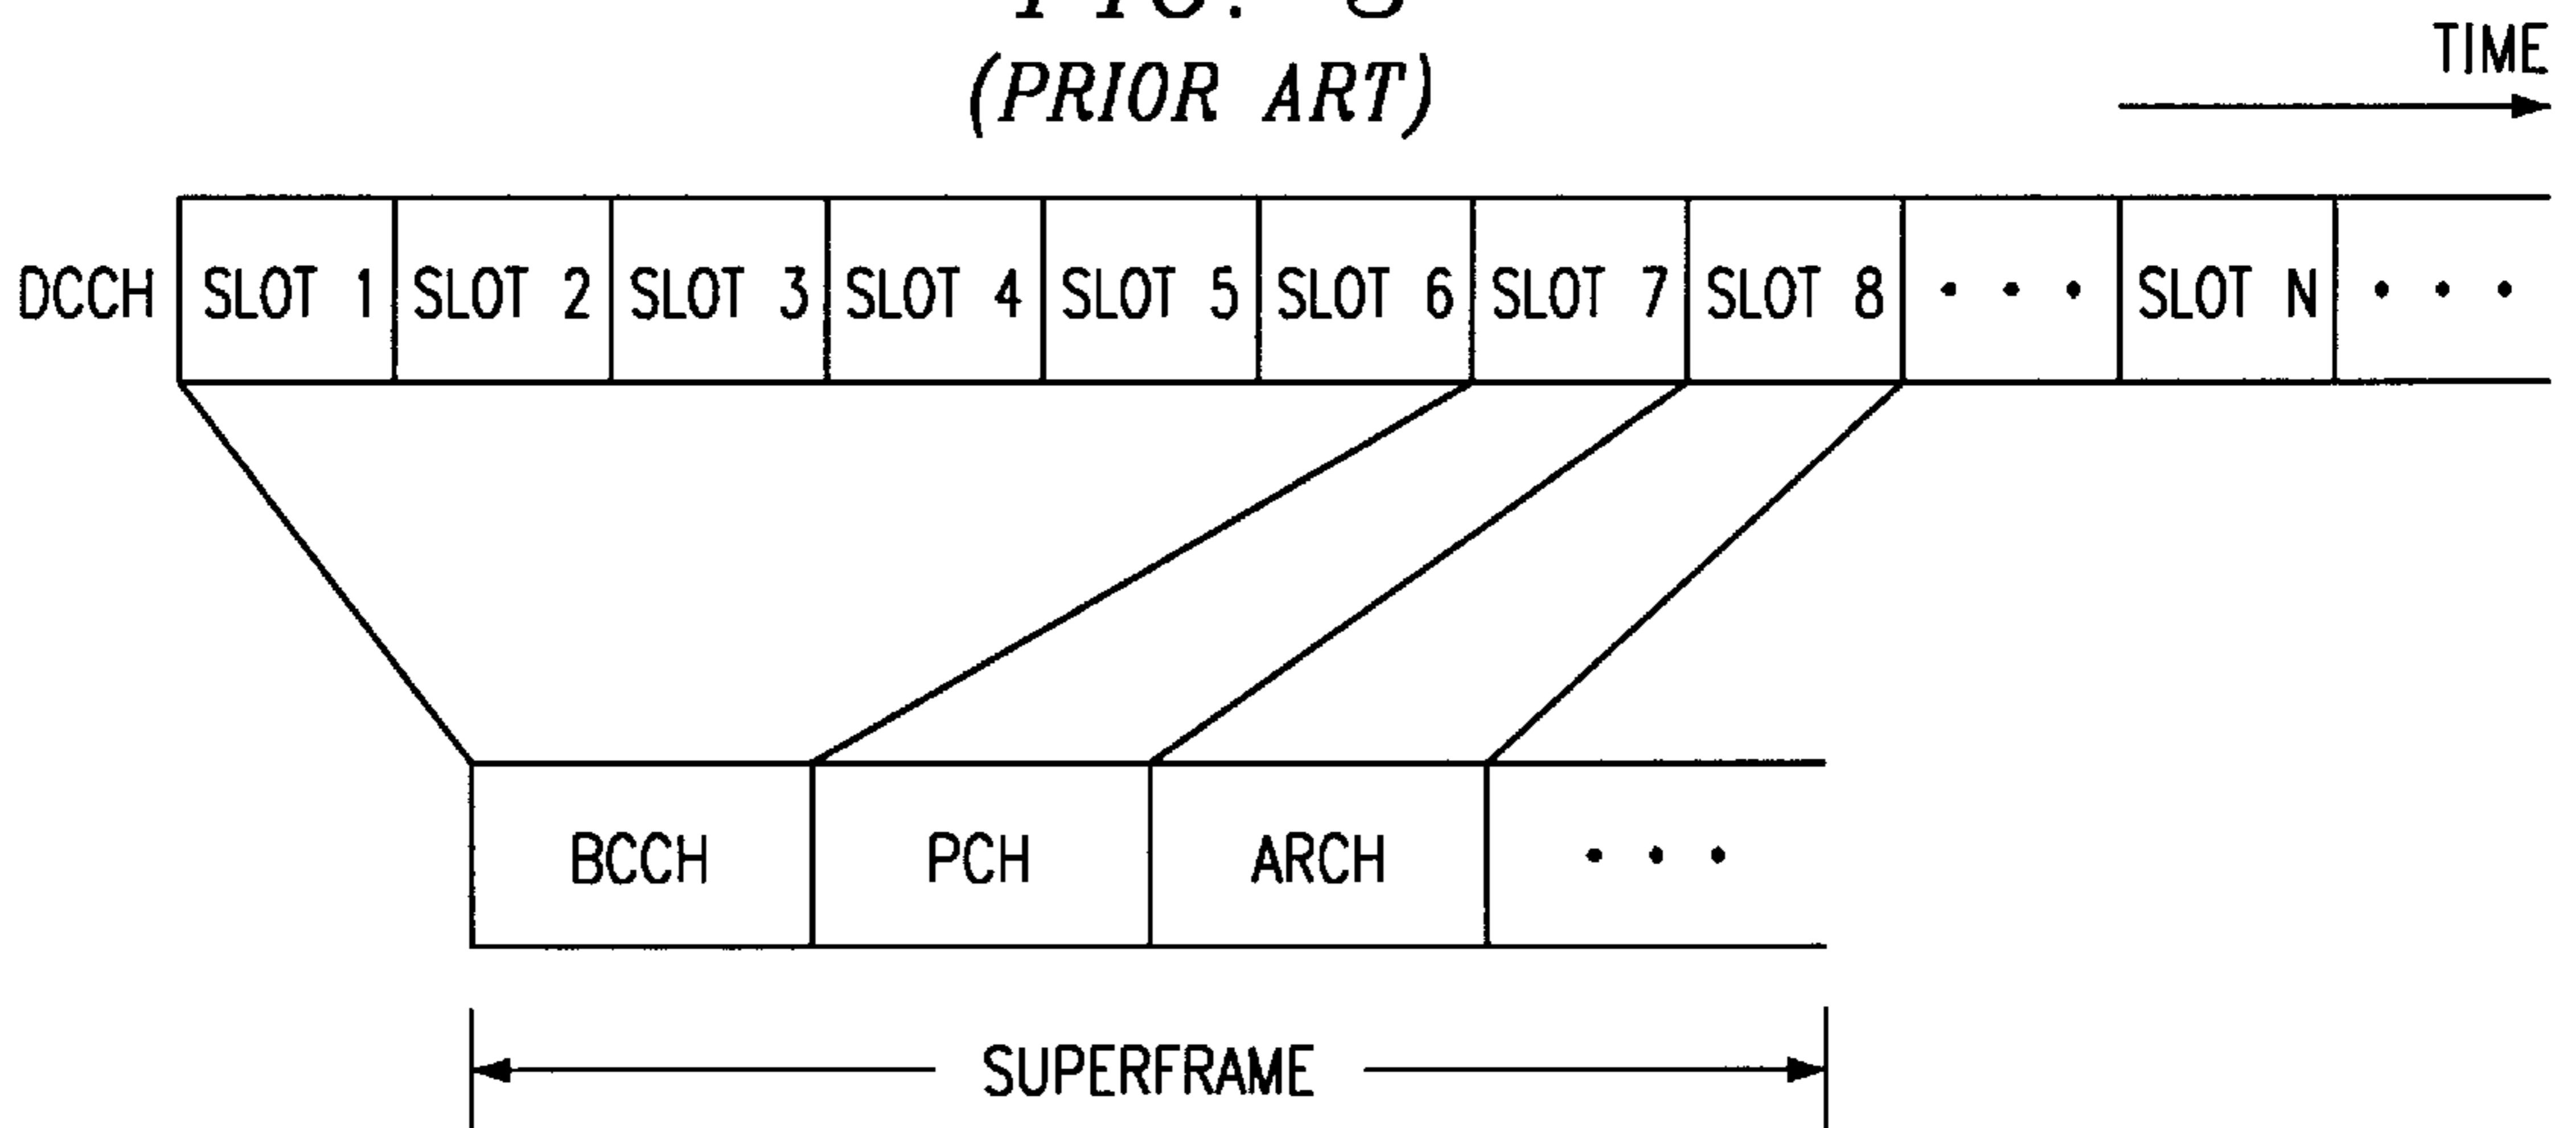 (PRIOR ART)
TIME
DCCH SLOT 1 SLOT 2 SLOT 3 SLOT 4 SLOT 5 SLOT 6 SLOT 7 SLOT 8 • • • SLOT N • • •
BCCH PCH ARCH • • •
SUPERFRAME